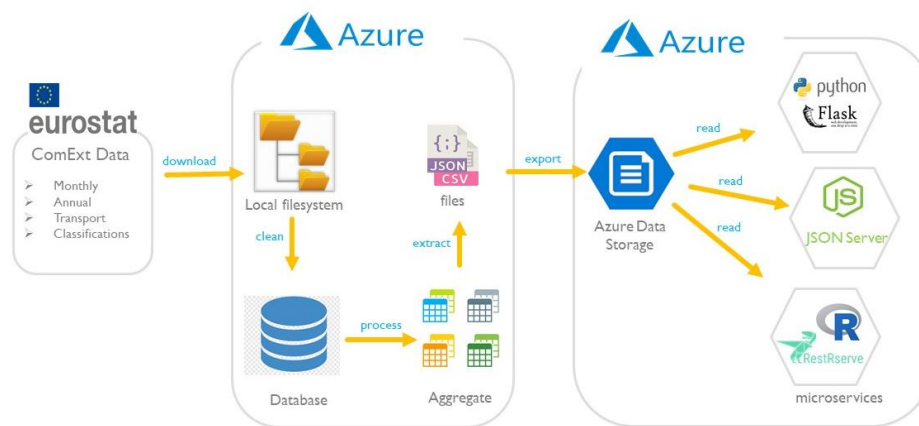 Azure
Azure
eurostat
ComExt Data
Monthly
Annual
Transport
Classifications
download
Local filesystem
clean
Database
process
Aggregate
extract
{;}
JSON
CSV
files
export
Azure Data
Storage
read
read
read
python
Flask
JS
JSON Server
R
RestRserve
microservices